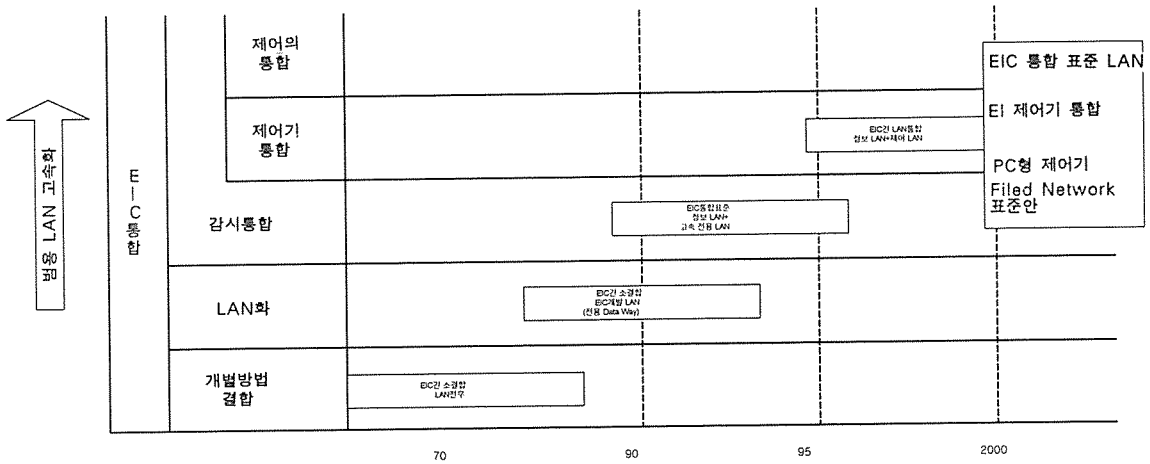 제어의
통합
EIC 통합 표준 LAN
EI 제어기 통합
제어기
통합
EIC간 LAN통합
정보 LAN+제어 LAN
PC형 제어기
Filed Network
표준안
범용 LAN 고속화
EIC통합
감시통합
EIC통합표준
정보 LAN+
고속 전용 LAN
LAN화
EIC간 소결합
EIC개별 LAN
(전용 Data Way)
개별방법
결합
EIC간 소결합
LAN전무
70
90
95
2000